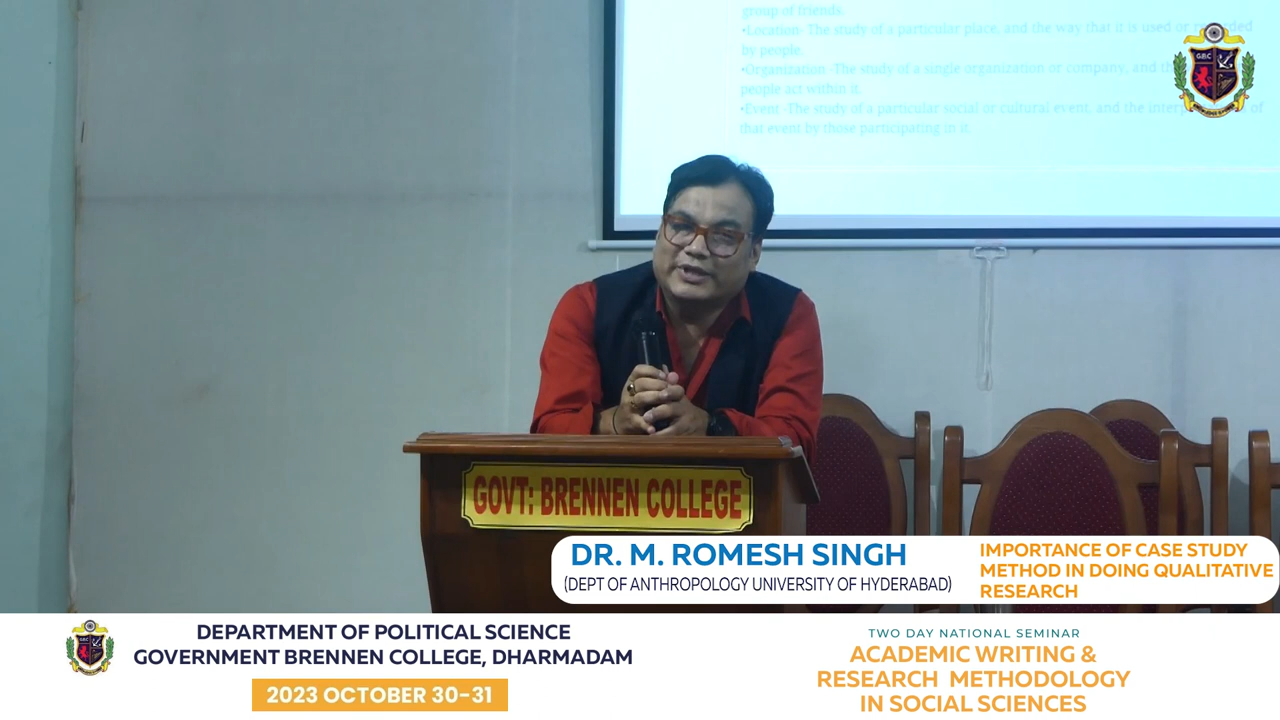 group of friends.
•Location- The study of a particular place, and the way that it is used or regarded
by people.
•Organization -The study of a single organization or company, and th
people act within it.
•Event -The study of a particular social or cultural event, and the interp of
that event by those participating in it.
GOVT: BRENNEN COLLEGE
DR. M. ROMESH SINGH
(DEPT OF ANTHROPOLOGY UNIVERSITY OF HYDERABAD)
IMPORTANCE OF CASE STUDY
METHOD IN DOING QUALITATIVE
RESEARCH
DEPARTMENT OF POLITICAL SCIENCE
GOVERNMENT BRENNEN COLLEGE, DHARMADAM
2023 OCTOBER 30-31
TWO DAY NATIONAL SEMINAR
ACADEMIC WRITING &
RESEARCH METHODOLOGY
IN SOCIAL SCIENCES